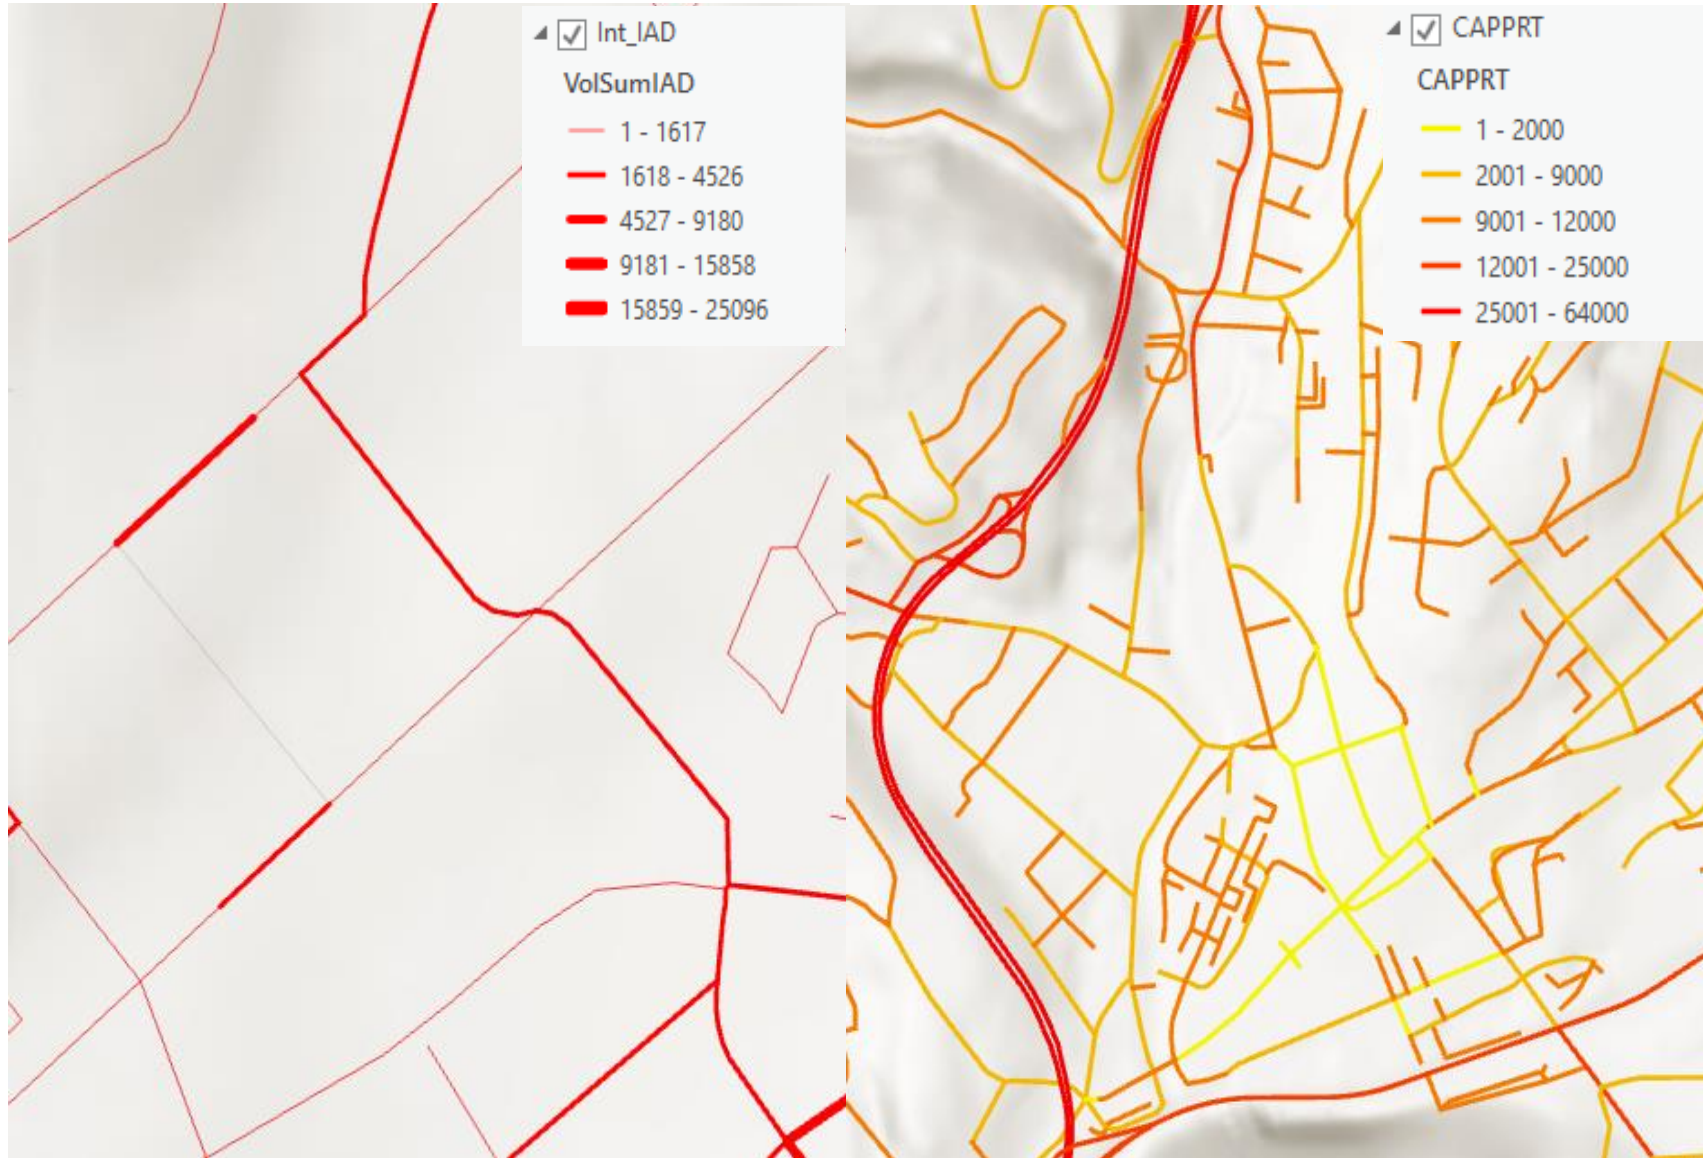 Int_IAD
VolSumIAD
1 - 1617
1618 - 4526
4527 - 9180
9181 - 15858
15859 - 25096
CAPPRT
CAPPRT
1 - 2000
2001 - 9000
9001 - 12000
12001 - 25000
25001 - 64000